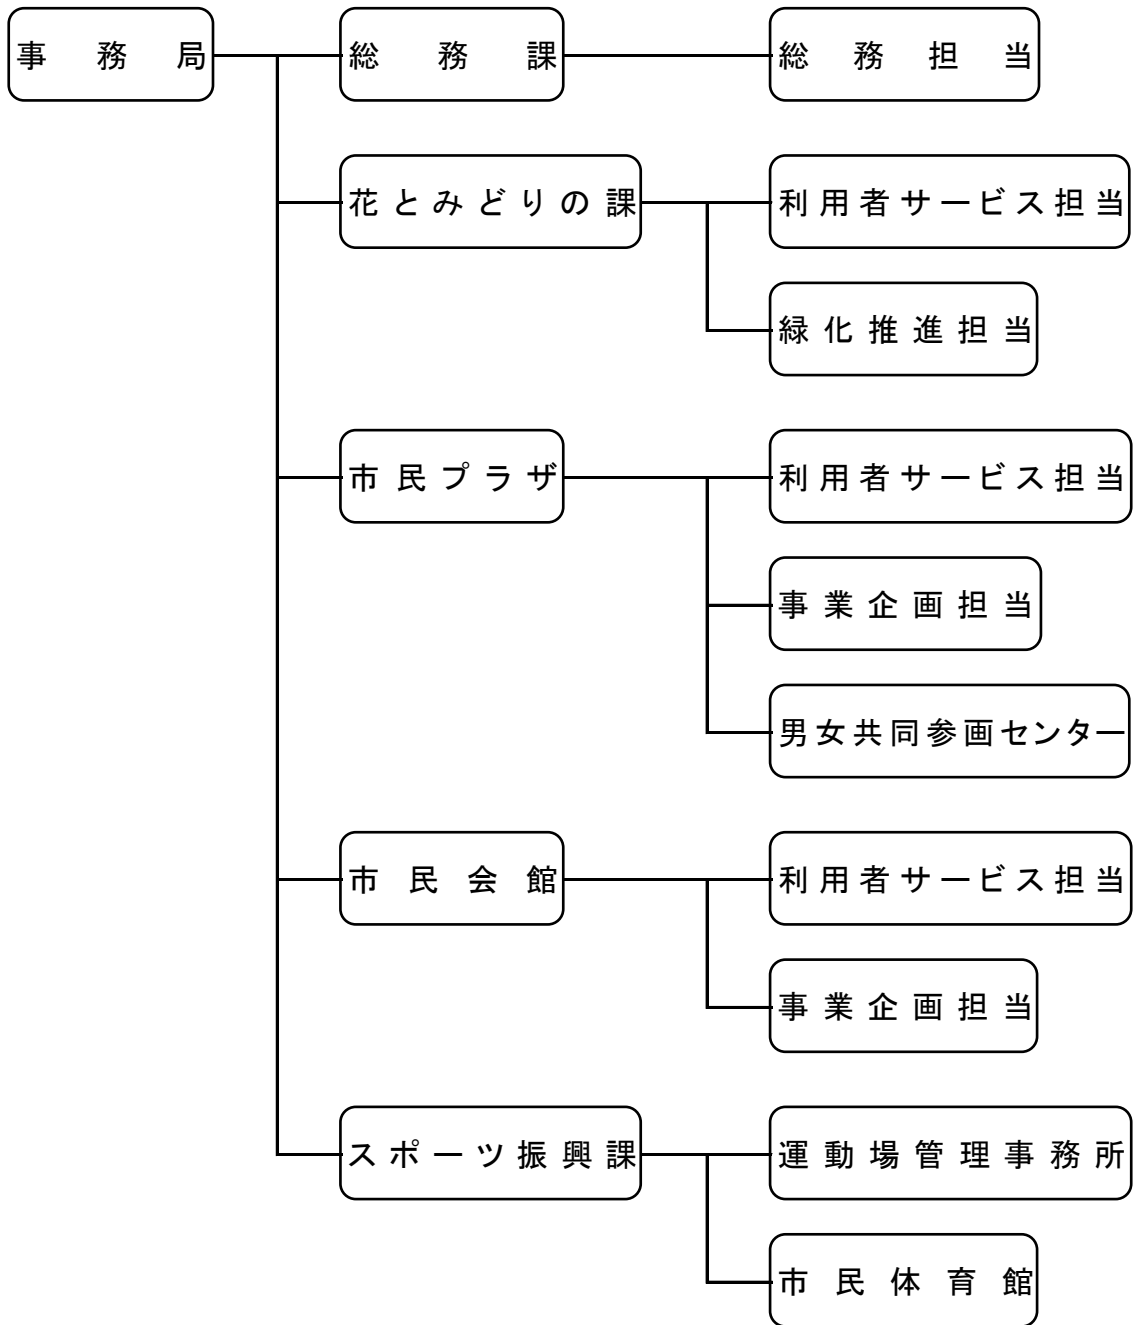 事務局 総務課 総務担当
花とみどりの課 利用者サービス担当
緑化推進担当
市民プラザ 利用者サービス担当
事業企画担当
男女共同参画センター
市民会館 利用者サービス担当
事業企画担当
スポーツ振興課 運動場管理事務所
市民体育館